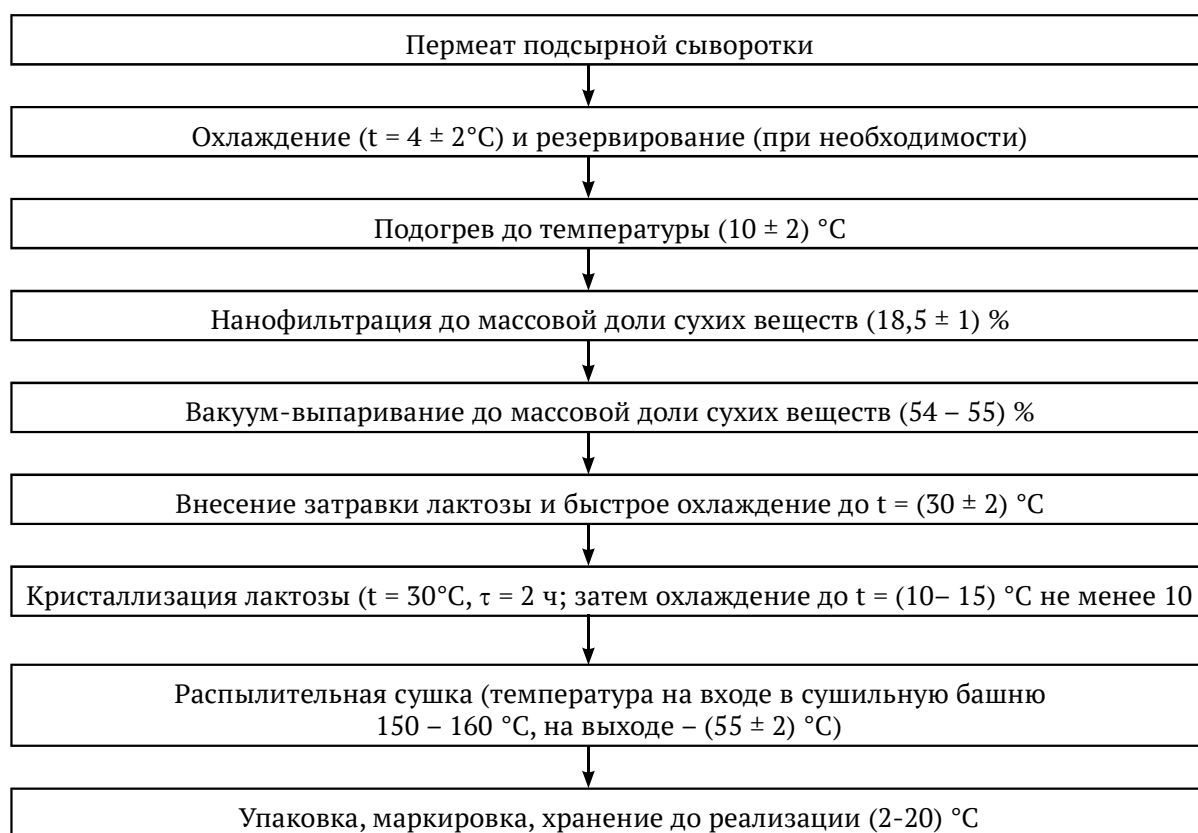 Пермеат подсырной сыворотки
Охлаждение (t = 4 ± 2°C) и резервирование (при необходимости)
Подогрев до температуры (10 ± 2) °C
Нанофильтрация до массовой доли сухих веществ (18,5 ± 1) %
Вакуум-выпаривание до массовой доли сухих веществ (54 – 55) %
Внесение затравки лактозы и быстрое охлаждение до t = (30 ± 2) °C
Кристаллизация лактозы (t = 30°C, τ = 2 ч; затем охлаждение до t = (10– 15) °C не менее 10
Распылительная сушка (температура на входе в сушильную башню
150 – 160 °C, на выходе – (55 ± 2) °C)
Упаковка, маркировка, хранение до реализации (2-20) °C